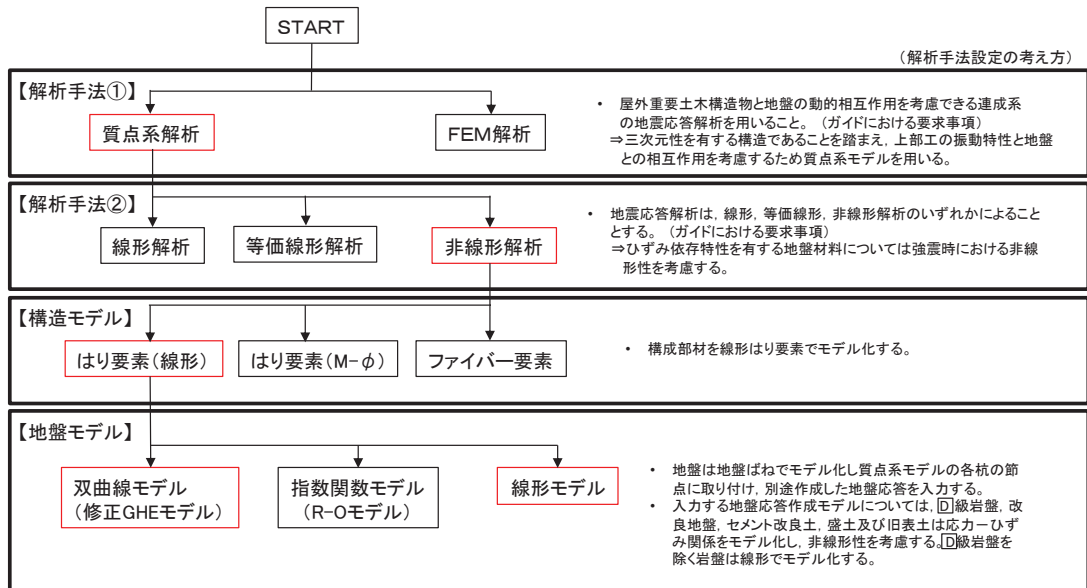 START
(解析手法設定の考え方)
【解析手法①】
質点系解析
FEM解析
・ 屋外重要土木構造物と地盤の動的相互作用を考慮できる連成系
の地震応答解析を用いること。(ガイドにおける要求事項)
⇒三次元性を有する構造であることを踏まえ,上部工の振動特性と地盤
との相互作用を考慮するため質点系モデルを用いる。
【解析手法②】
線形解析
等価線形解析
非線形解析
・ 地震応答解析は,線形,等価線形,非線形解析のいずれかによること
とする。(ガイドにおける要求事項)
⇒ひずみ依存特性を有する地盤材料については強震時における非線
形性を考慮する。
【構造モデル】
はり要素(線形)
はり要素(M-φ)
ファイバー要素
・ 構成部材を線形はり要素でモデル化する。
【地盤モデル】
双曲線モデル
(修正GHEモデル)
指数関数モデル
(R-Oモデル)
線形モデル
・ 地盤は地盤ばねでモデル化し質点系モデルの各杭の節
点に取り付け,別途作成した地盤応答を入力する。
・ 入力する地盤応答作成モデルについては,D級岩盤,改
良地盤,セメント改良土,盛土及び旧表土は応力ーひず
み関係をモデル化し,非線形性を考慮する。D級岩盤を
除く岩盤は線形でモデル化する。